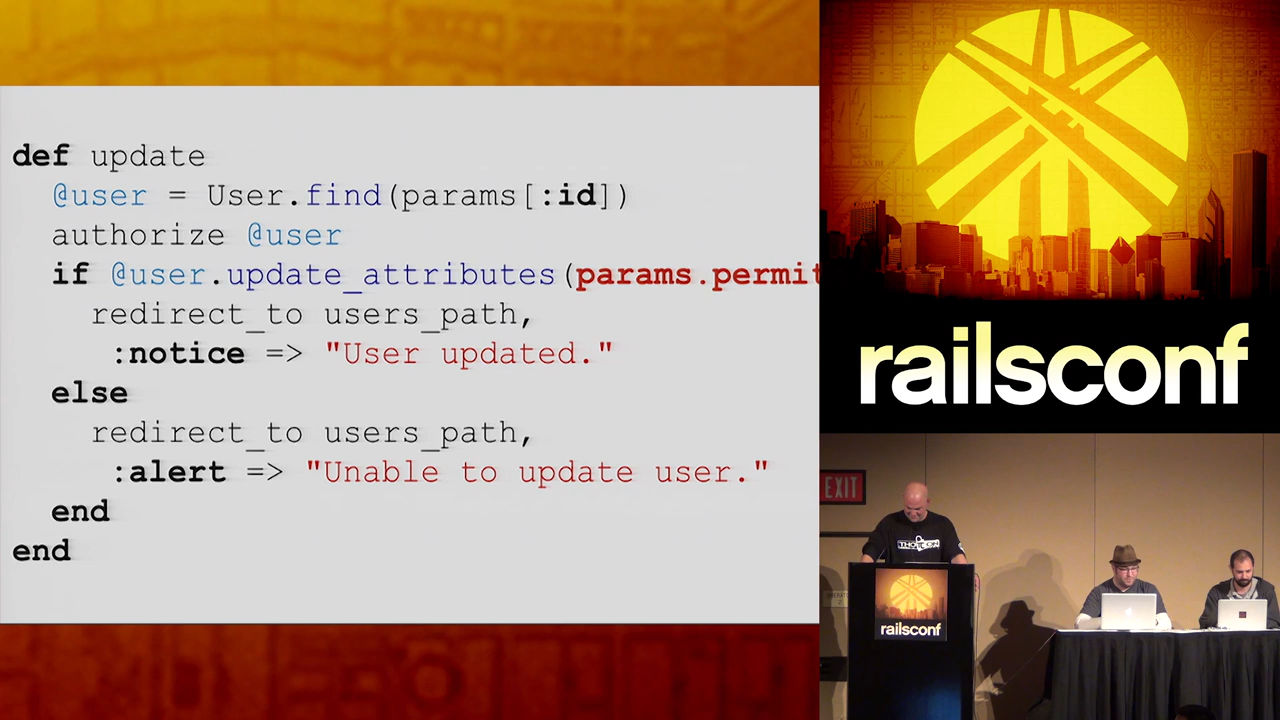 def update
@user = User.find(params[:id])
authorize @user
if @user.update_attributes(params.permit
redirect_to users_path,
:notice => "User updated."
else
redirect_to users_path,
:alert => "Unable to update user."
end
end
railsconf
EXIT
THOTCON
railsconf